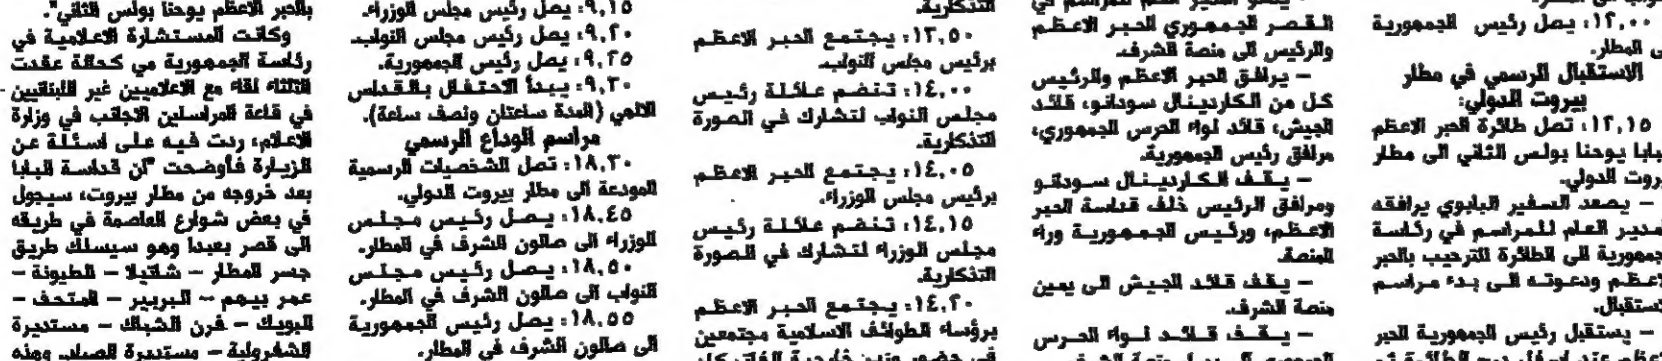 ١٢,٠٠: يصل رئيس الجمهورية
المطار.
الاستقبال الرسمي في مطار
بيروت الدولي:
١٢,١٥: تصل طائرة الحبر الاعظم
يوحنا بولس الثاني الى مطار
الدولي.
– يصعد السفير البابوي يرافقه
العام للمراسم في رئاسة
الى الطائرة للترحيب بالحبر
ودعوته الى بدء مراسم
– يستقبل رئيس الجمهورية الحبر
القصر الجمهوري الحبر الاعظم
والرئيس الى منصة الشرف.
– يرافق الحبر الاعظم والرئيس
كل من الكاردينال سودانو، قائد
الجيش، قائد لواء الحرس الجمهوري،
مرافق رئيس الجمهورية.
– يقف الكاردينال سودانو
ومرافق الرئيس خلف قداسة الحبر
الاعظم، ورئيس الجمهورية وراء
المنصة.
– يقف قائد الجيش الى يمين
منصة الشرف.
– يقف قائد لواء الحرس
التذكارية.
١٣,٥٠: يجتمع الحبر الاعظم
برئيس مجلس النواب.
١٤,٠٠: تنضم عائلة رئيس
مجلس النواب لتشارك في الصورة
التذكارية.
١٤,٠٥: يجتمع الحبر الاعظم
برئيس مجلس الوزراء.
١٤,١٥: تنضم عائلة رئيس
مجلس الوزراء لتشارك في الصورة
التذكارية.
١٤,٢٠: يجتمع الحبر الاعظم
برؤساء الطوائف الاسلامية مجتمعين
٩,١٥: يصل رئيس مجلس الوزراء.
٩,٢٠: يصل رئيس مجلس النواب.
٩,٢٥: يصل رئيس الجمهورية.
٩,٣٠: يبدأ الاحتفال بالقداس
الالهي (المدة ساعتان ونصف ساعة).
مراسم الوداع الرسمي
١٨,٣٠: تصل الشخصيات الرسمية
المودعة الى مطار بيروت الدولي.
١٨,٤٥: يصل رئيس مجلس
الوزراء الى صالون الشرف في المطار.
١٨,٥٠: يصل رئيس مجلس
النواب الى صالون الشرف في المطار.
١٨,٥٥: يصل رئيس الجمهورية
الى صالون الشرف في المطار.
بالحبر الاعظم يوحنا بولس الثاني".
وكانت المستشارة الاعلامية في
رئاسة الجمهورية مي كحالة عقدت
الثلثاء لقاء مع الاعلاميين غير اللبنانيين
في قاعة المراسلين الاجانب في وزارة
الاعلام، ردت فيه على اسئلة عن
الزيارة فأوضحت "ان قداسة البابا
بعد خروجه من مطار بيروت، سيجول
في بعض شوارع العاصمة في طريقه
الى قصر بعبدا وهو سيسلك طريق
جسر المطار – شاتيلا – الطيونة –
عمر بيهم – البربير – المتحف –
البويك – فرن الشباك – مستديرة
الشفروليه – مستديرة الصياد. وهذه